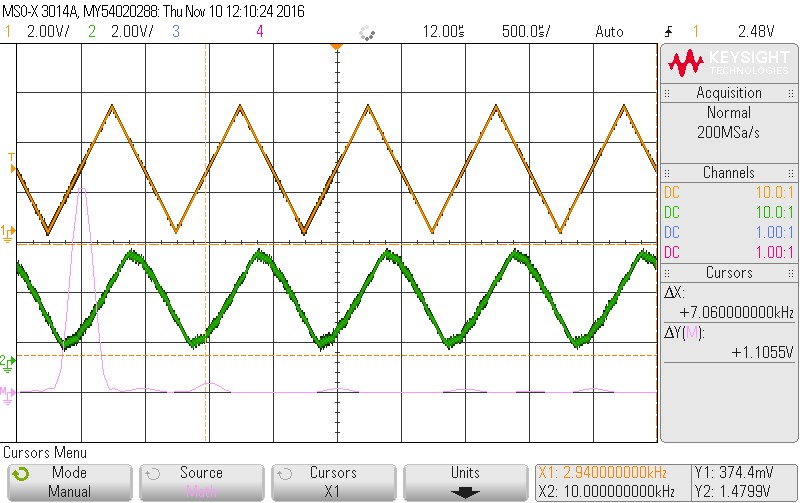 MSO-X 3014A, MY54020288: Thu Nov 10 12:10:24 2016
1 2.00V/ 2 2.00V/ 3 4 12.00s 500.0s/ Auto 1 2.48V
KEYSIGHT
TECHNOLOGIES
Acquisition
Normal
200MSa/s
Channels
DC 10.0:1
DC 10.0:1
DC 1.00:1
DC 1.00:1
Cursors
ΔX:
+7.060000000kHz
ΔY(M):
+1.1055V
T
1
2
M
Cursors Menu
Mode
Manual
Source
Math
Cursors
X1
Units
X1: 2.940000000kHz
X2: 10.000000000kHz
Y1: 374.4mV
Y2: 1.4799V